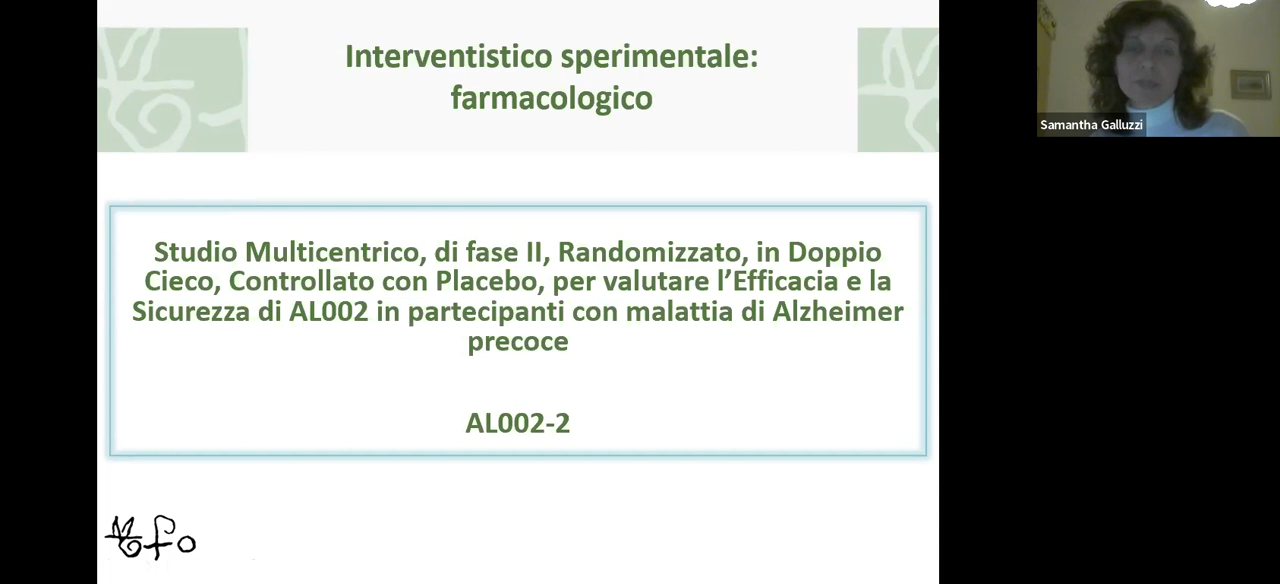 Interventistico sperimentale:
farmacologico
Samantha Galluzzi
Studio Multicentrico, di fase II, Randomizzato, in Doppio
Cieco, Controllato con Placebo, per valutare l’Efficacia e la
Sicurezza di AL002 in partecipanti con malattia di Alzheimer
precoce
AL002-2